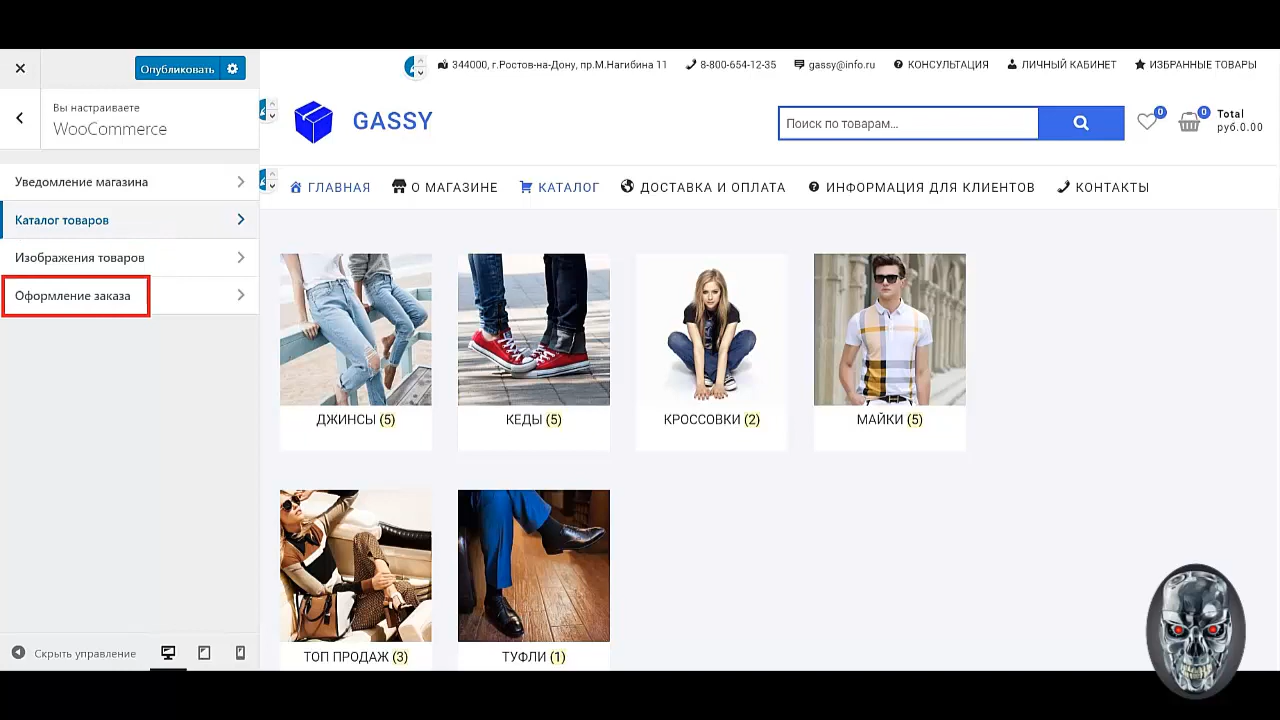 Опубликовать
Вы настраиваете
WooCommerce
Уведомление магазина
Каталог товаров
Изображения товаров
Оформление заказа
Скрыть управление
344000, г.Ростов-на-Дону, пр.М.Нагибина 11
8-800-654-12-35
gassy@info.ru
КОНСУЛЬТАЦИЯ
ЛИЧНЫЙ КАБИНЕТ
ИЗБРАННЫЕ ТОВАРЫ
GASSY
Поиск по товарам...
0
0
Total
руб.0.00
ГЛАВНАЯ
О МАГАЗИНЕ
КАТАЛОГ
ДОСТАВКА И ОПЛАТА
ИНФОРМАЦИЯ ДЛЯ КЛИЕНТОВ
КОНТАКТЫ
ДЖИНСЫ (5)
КЕДЫ (5)
КРОССОВКИ (2)
МАЙКИ (5)
ТОП ПРОДАЖ (3)
ТУФЛИ (1)